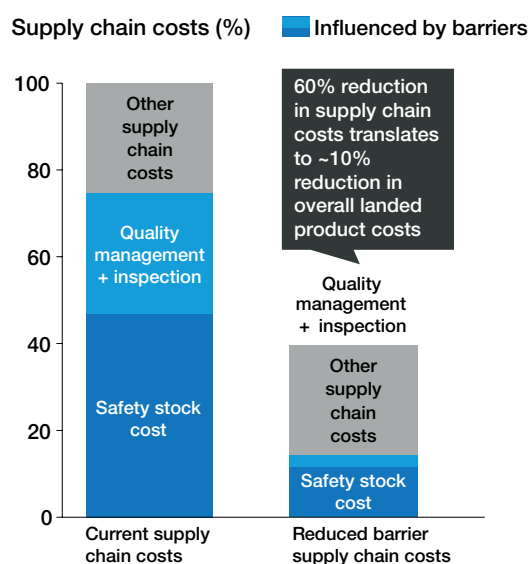 Supply chain costs (%)
Influenced by barriers
100
80
60
40
20
0
Other
supply
chain
costs
Quality
management
+ inspection
Safety stock
cost
Current supply
chain costs
60% reduction
in supply chain
costs translates
to ~10%
reduction in
overall landed
product costs
Quality
management
+ inspection
Other
supply
chain
costs
Safety stock
cost
Reduced barrier
supply chain costs